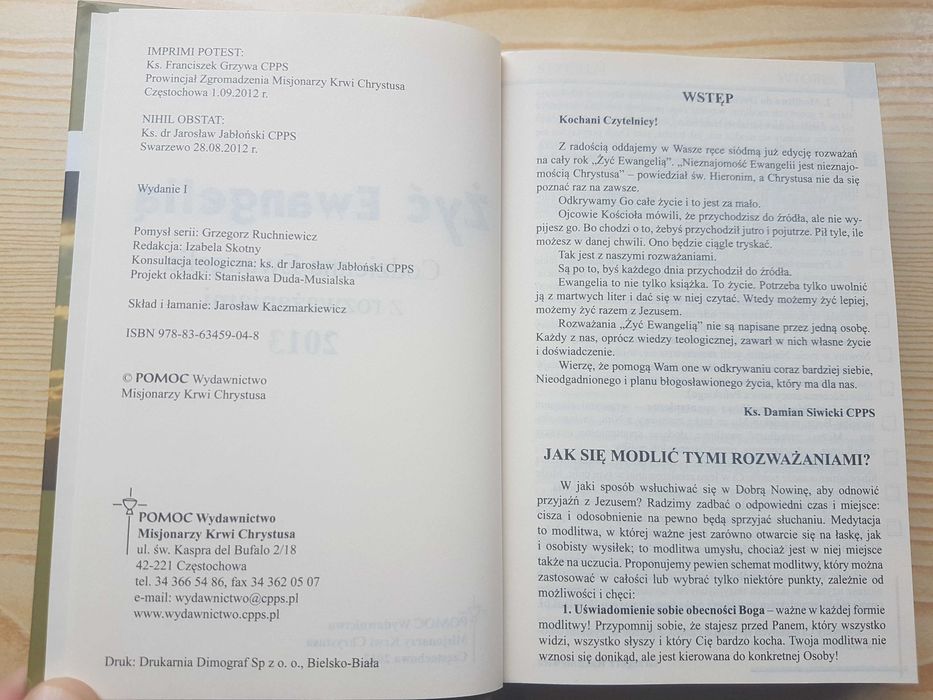 IMPRIMI POTEST:
Ks. Franciszek Grzywa CPPS
Prowincjał Zgromadzenia Misjonarzy Krwi Chrystusa
Częstochowa 1.09.2012 r.
NIHIL OBSTAT:
Ks. dr Jarosław Jabłoński CPPS
Swarzewo 28.08.2012 r.
Wydanie I
Pomysł serii: Grzegorz Ruchniewicz
Redakcja: Izabela Skotny
Konsultacja teologiczna: ks. dr Jarosław Jabłoński CPPS
Projekt okładki: Stanisława Duda-Musialska
Skład i łamanie: Jarosław Kaczmarkiewicz
ISBN 978-83-63459-04-8
© POMOC Wydawnictwo
Misjonarzy Krwi Chrystusa
POMOC Wydawnictwo
Misjonarzy Krwi Chrystusa
ul. św. Kaspra del Bufalo 2/18
42-221 Częstochowa
tel. 34 366 54 86, fax 34 362 05 07
e-mail: wydawnictwo@cpps.pl
www.wydawnictwo.cpps.pl
Druk: Drukarnia Dimograf Sp z o. o., Bielsko-Biała
WSTĘP
Kochani Czytelnicy!
Z radością oddajemy w Wasze ręce siódmą już edycję rozważań
na cały rok „Żyć Ewangelią”. „Nieznajomość Ewangelii jest nieznajo-
mością Chrystusa” – powiedział św. Hieronim, a Chrystusa nie da się
poznać raz na zawsze.
Odkrywamy Go całe życie i to jest za mało.
Ojcowie Kościoła mówili, że przychodzisz do źródła, ale nie wy-
pijesz go. Bo chodzi o to, żebyś przychodził jutro i pojutrze. Pił tyle, ile
możesz w danej chwili. Ono będzie ciągle tryskać.
Tak jest z naszymi rozważaniami.
Są po to, byś każdego dnia przychodził do źródła.
Ewangelia to nie tylko książka. To życie. Potrzeba tylko uwolnić
ją z martwych liter i dać się w niej czytać. Wtedy możemy żyć lepiej,
możemy żyć razem z Jezusem.
Rozważania „Żyć Ewangelią” nie są napisane przez jedną osobę.
Każdy z nas, oprócz wiedzy teologicznej, zawarł w nich własne życie
i doświadczenie.
Wierzę, że pomogą Wam one w odkrywaniu coraz bardziej siebie,
Nieodgadnionego i planu błogosławionego życia, który ma dla nas.
Ks. Damian Siwicki CPPS
JAK SIĘ MODLIĆ TYMI ROZWAŻANIAMI?
W jaki sposób wsłuchiwać się w Dobrą Nowinę, aby odnowić
przyjaźń z Jezusem? Radzimy zadbać o odpowiedni czas i miejsce:
cisza i odosobnienie na pewno będą sprzyjać słuchaniu. Medytacja
to modlitwa, w której ważne jest zarówno otwarcie się na łaskę, jak
i osobisty wysiłek; to modlitwa umysłu, chociaż jest w niej miejsce
także na uczucia. Proponujemy pewien schemat modlitwy, który można
zastosować w całości lub wybrać tylko niektóre punkty, zależnie od
możliwości i chęci:
1. Uświadomienie sobie obecności Boga – ważne w każdej formie
modlitwy! Przypomnij sobie, że stajesz przed Panem, który wszystko
widzi, wszystko słyszy i który Cię bardzo kocha. Twoja modlitwa nie
wznosi się donikąd, ale jest kierowana do konkretnej Osoby!